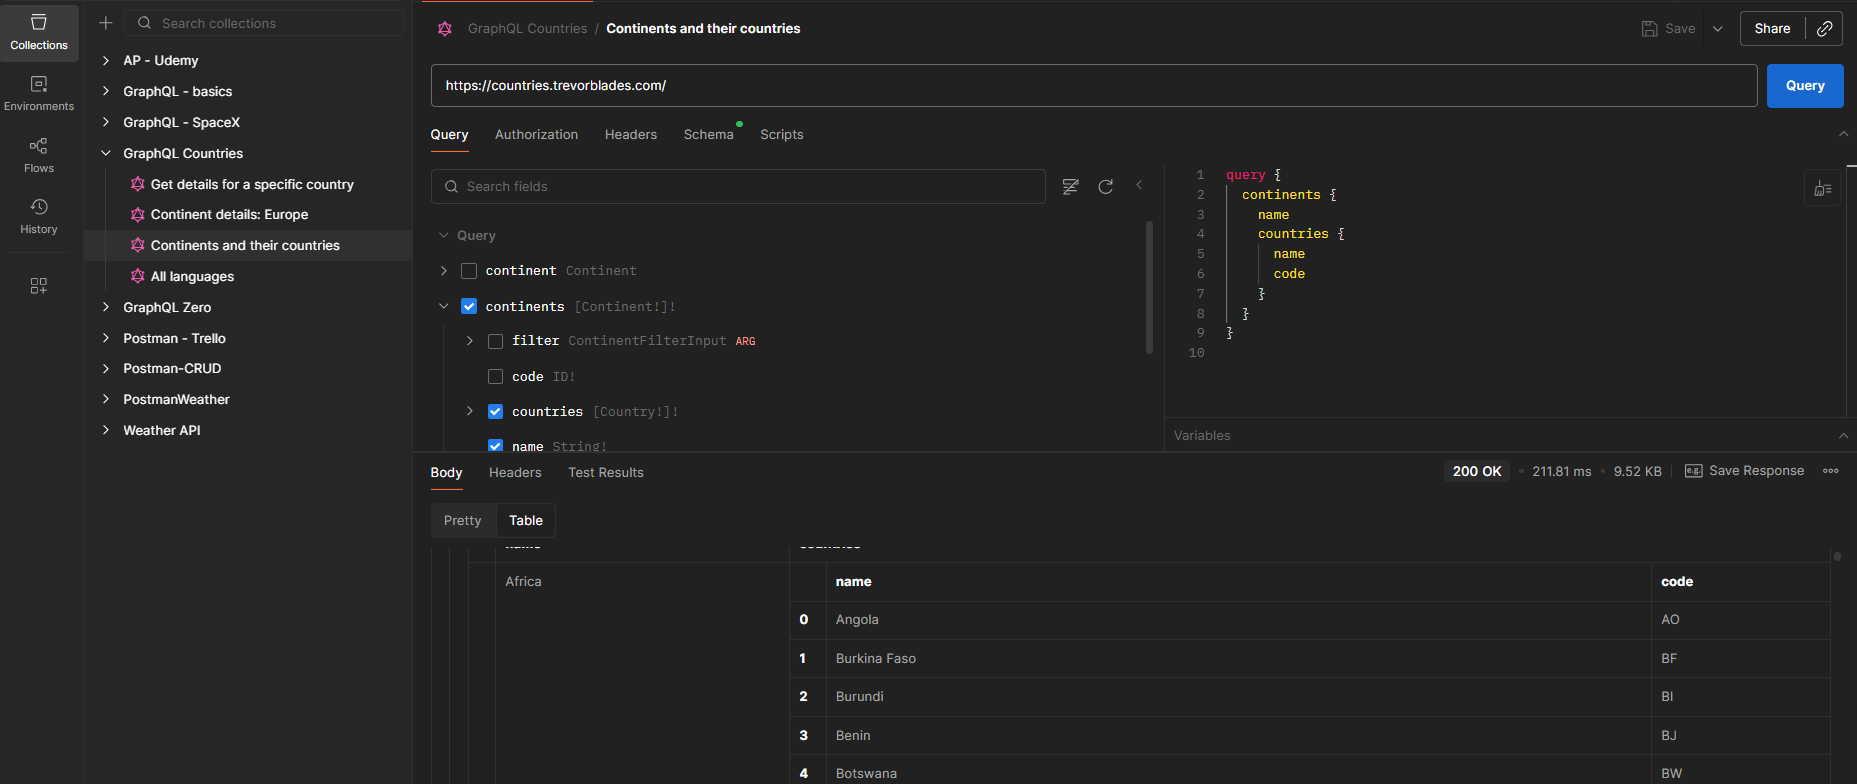 Collections
Environments
Flows
History
Search collections
AP - Udemy
GraphQL - basics
GraphQL - SpaceX
GraphQL Countries
Get details for a specific country
Continent details: Europe
Continents and their countries
All languages
GraphQL Zero
Postman - Trello
Postman-CRUD
PostmanWeather
Weather API
GraphQL Countries / Continents and their countries
Save
Share
https://countries.trevorblades.com/
Query
Query Authorization Headers Schema Scripts
Search fields
Query
continent Continent
continents [Continent!]!
filter ContinentFilterInput ARG
code ID!
countries [Country!]!
name String!
1 query {
2 continents {
3 name
4 countries {
5 name
6 code
7 }
8 }
9 }
10
Variables
Body Headers Test Results
200 OK • 211.81 ms • 9.52 KB
e.g. Save Response
Pretty Table
name countries
Africa name code
0 Angola AO
1 Burkina Faso BF
2 Burundi BI
3 Benin BJ
4 Botswana BW